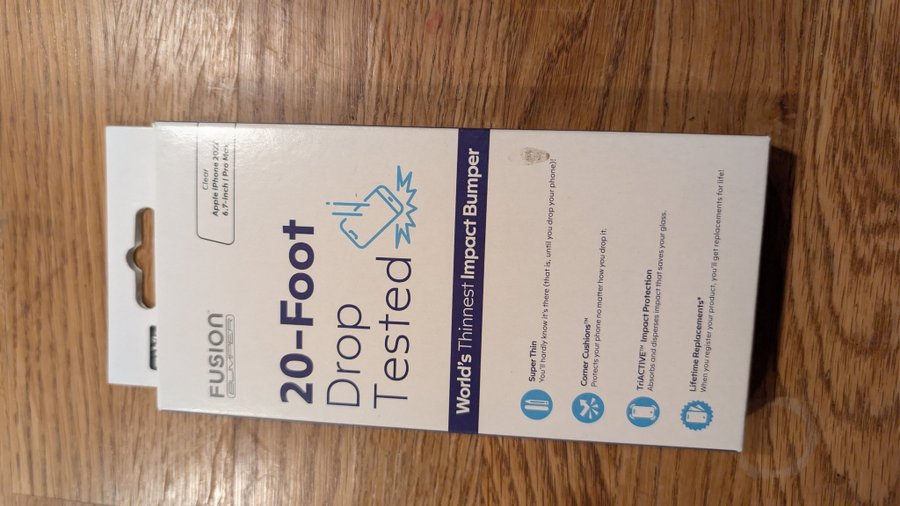 FUSION™
BUMPER
Clear
Apple iPhone 2022
6.7-inch | Pro Max
20-Foot
Drop
Tested
World's Thinnest Impact Bumper
Super Thin
You'll hardly know it's there (that is, until you drop your phone)!
Corner Cushions™
Protects your phone no matter how you drop it.
TriACTIVE™ Impact Protection
Absorbs and disperses impact that saves your glass.
Lifetime Replacements*
When you register your product, you'll get replacements for life!